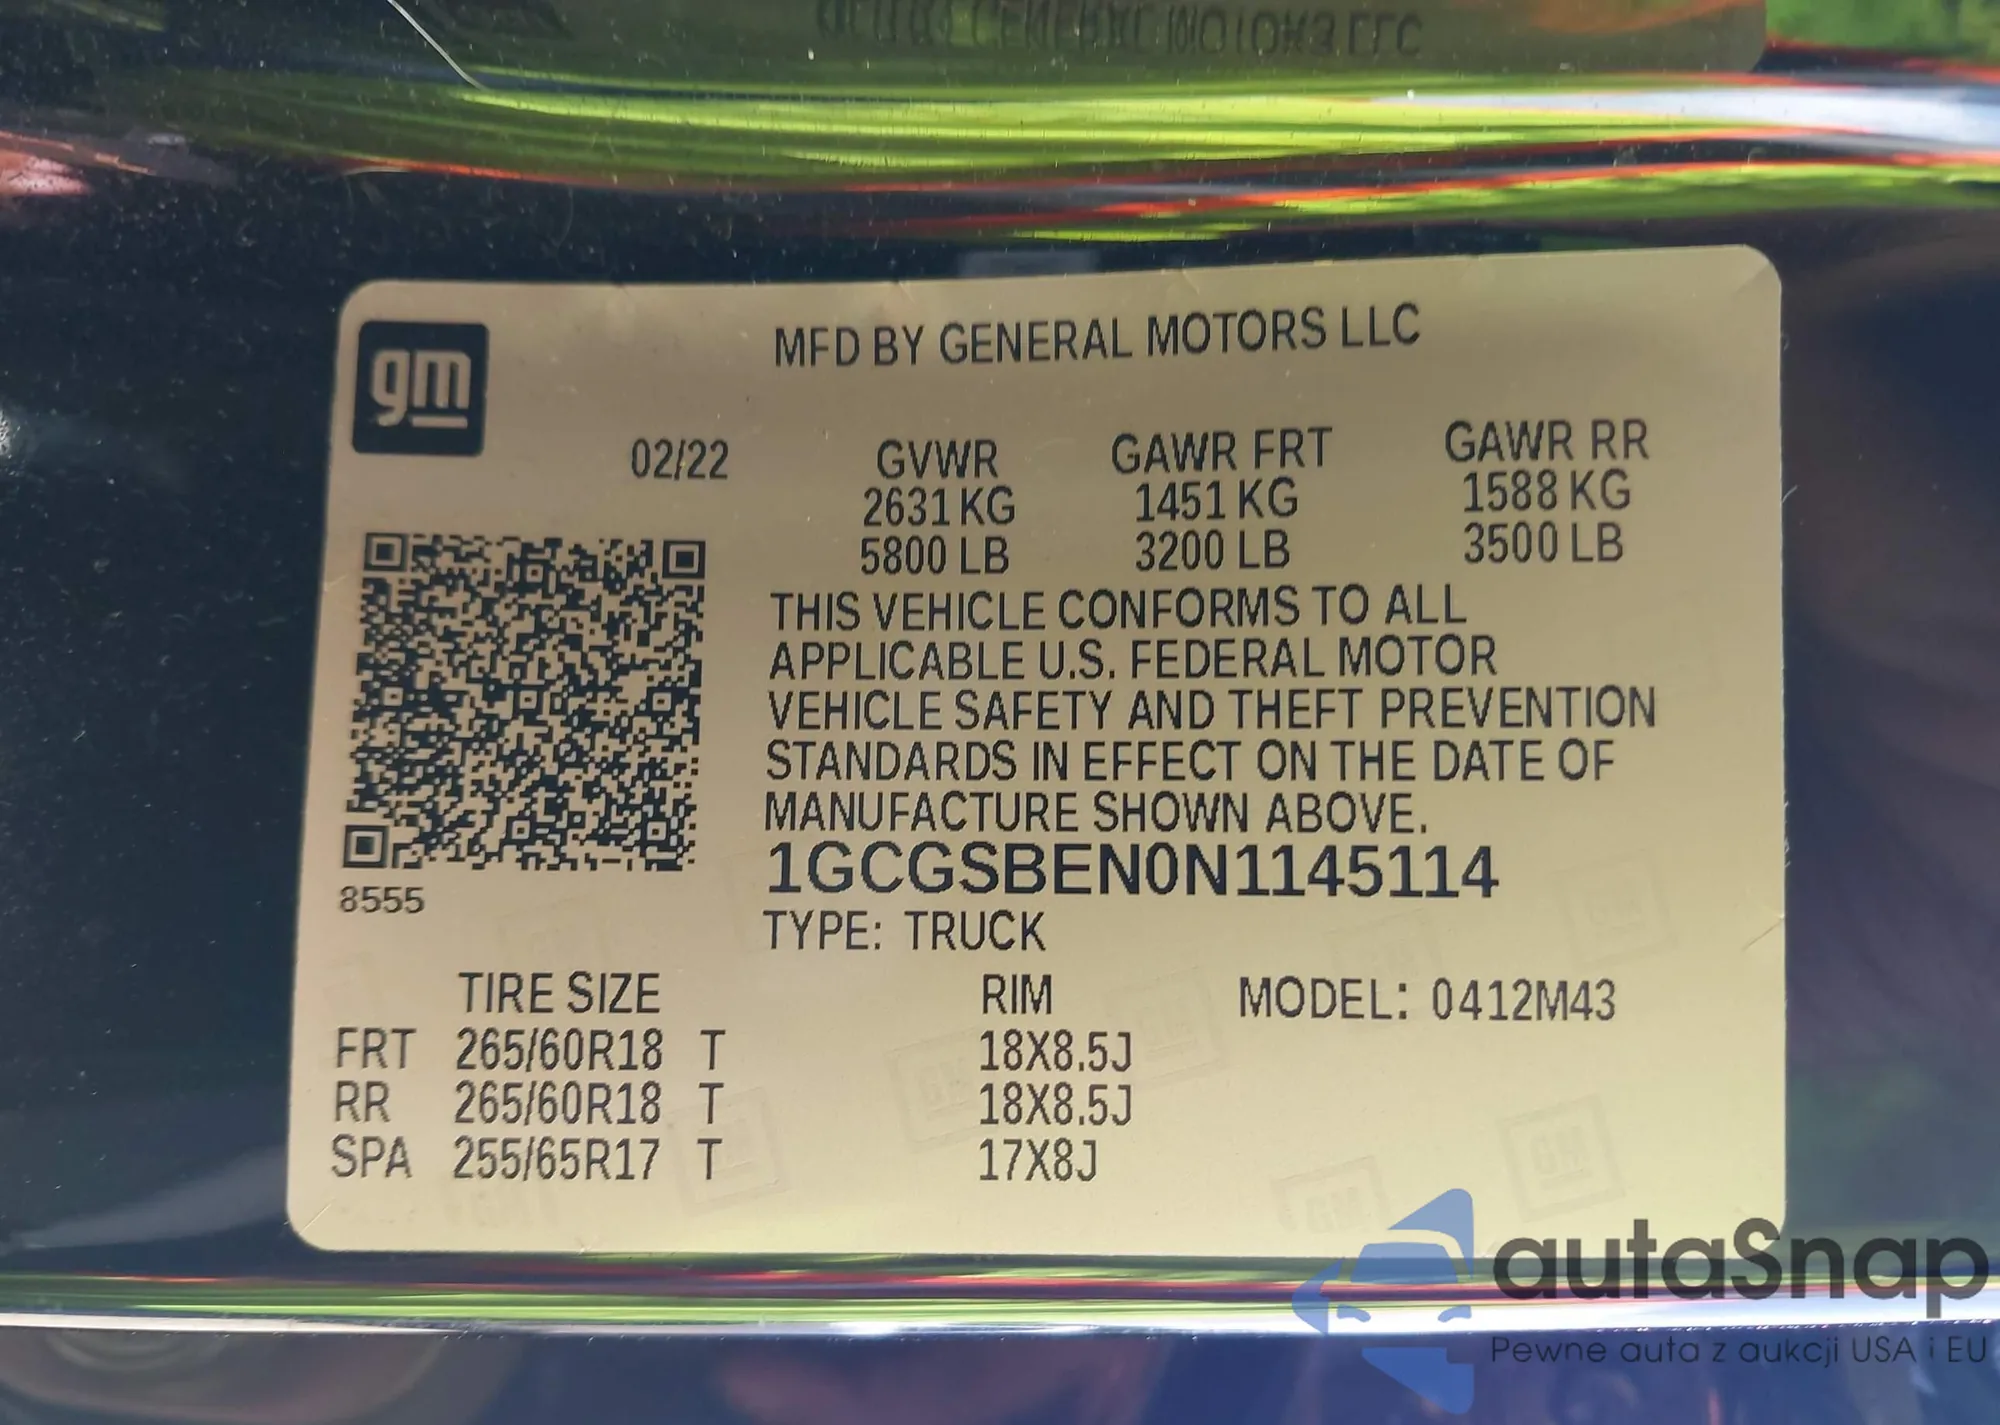 MFD BY GENERAL MOTORS LLC
gm
02/22 GVWR GAWR FRT GAWR RR
2631 KG 1451 KG 1588 KG
5800 LB 3200 LB 3500 LB
THIS VEHICLE CONFORMS TO ALL
APPLICABLE U.S. FEDERAL MOTOR
VEHICLE SAFETY AND THEFT PREVENTION
STANDARDS IN EFFECT ON THE DATE OF
MANUFACTURE SHOWN ABOVE.
1GCGSBEN0N1145114
8555
TYPE: TRUCK
TIRE SIZE RIM MODEL: 0412M43
FRT 265/60R18 T 18X8.5J
RR 265/60R18 T 18X8.5J
SPA 255/65R17 T 17X8J
autaSnap
Pewne auta z aukcji USA i EU